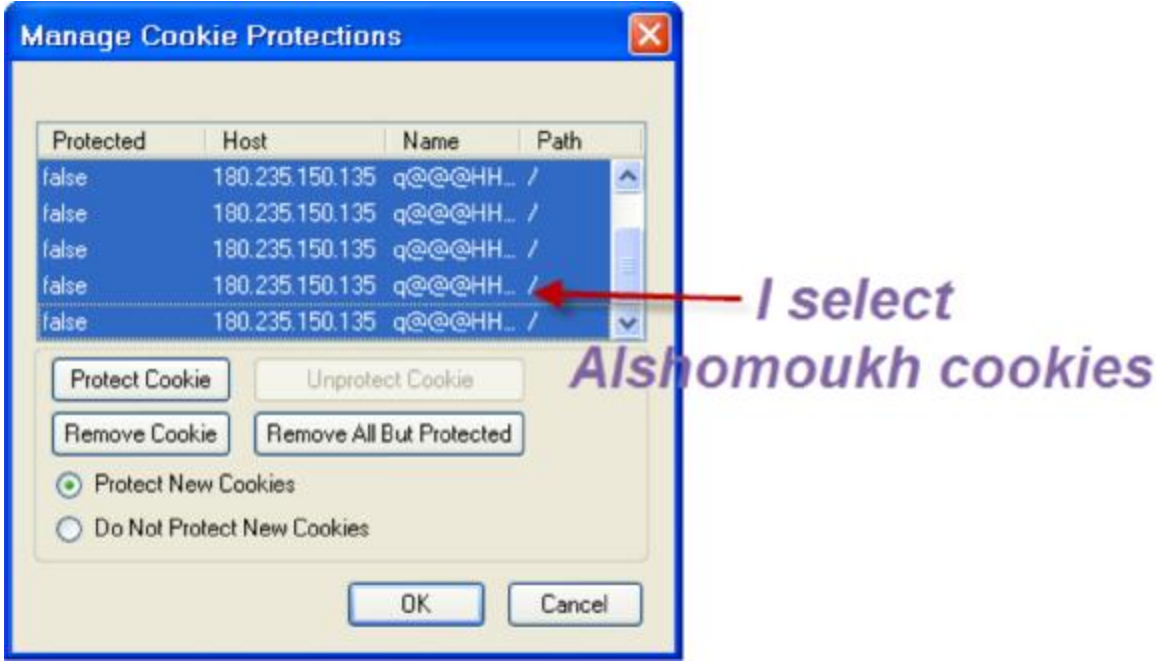 Manage Cookie Protections
Protected Host Name Path
false 180.235.150.135 q@@@HH... /
false 180.235.150.135 q@@@HH... /
false 180.235.150.135 q@@@HH... /
false 180.235.150.135 q@@@HH... /
false 180.235.150.135 q@@@HH... /
I select
Alshomoukh cookies
Protect Cookie Unprotect Cookie
Remove Cookie Remove All But Protected
Protect New Cookies
Do Not Protect New Cookies
OK Cancel